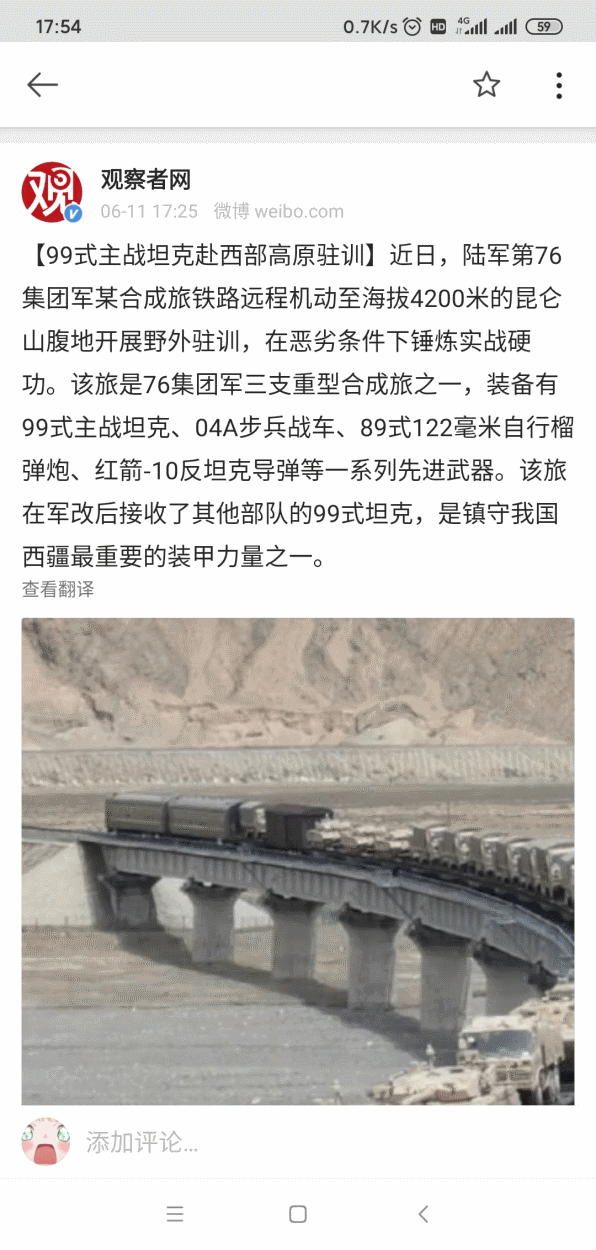 17:54
0.7K/s HD 4G 59
观察者网
06-11 17:25 微博 weibo.com
【99式主战坦克赴西部高原驻训】近日，陆军第76
集团军某合成旅铁路远程机动至海拔4200米的昆仑
山腹地开展野外驻训，在恶劣条件下锤炼实战硬
功。该旅是76集团军三支重型合成旅之一，装备有
99式主战坦克、04A步兵战车、89式122毫米自行榴
弹炮、红箭-10反坦克导弹等一系列先进武器。该旅
在军改后接收了其他部队的99式坦克，是镇守我国
西疆最重要的装甲力量之一。
查看翻译
添加评论...